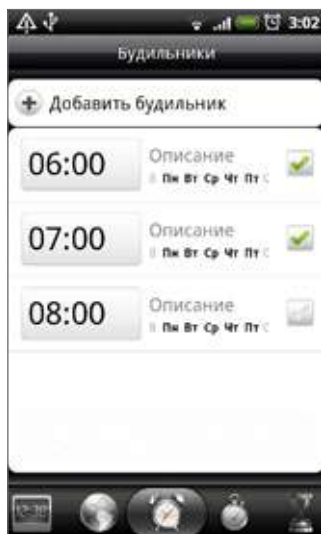 3:02
Будильники
Добавить будильник
06:00 Описание
В Пн Вт Ср Чт Пт С
07:00 Описание
В Пн Вт Ср Чт Пт С
08:00 Описание
В Пн Вт Ср Чт Пт С